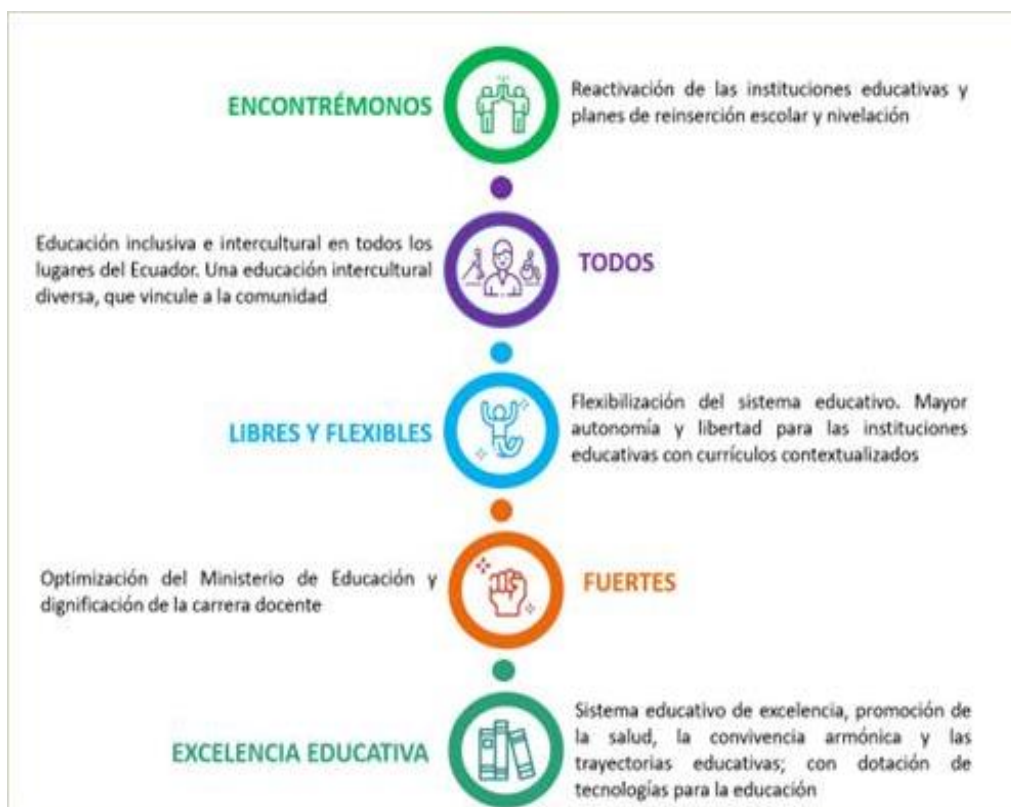 ENCONTRÉMONOS
Reactivación de las instituciones educativas y
planes de reinserción escolar y nivelación
Educación inclusiva e intercultural en todos los
lugares del Ecuador. Una educación intercultural
diversa, que vincule a la comunidad
TODOS
LIBRES Y FLEXIBLES
Flexibilización del sistema educativo. Mayor
autonomía y libertad para las instituciones
educativas con currículos contextualizados
Optimización del Ministerio de Educación y
dignificación de la carrera docente
FUERTES
EXCELENCIA EDUCATIVA
Sistema educativo de excelencia, promoción de
la salud, la convivencia armónica y las
trayectorias educativas; con dotación de
tecnologías para la educación